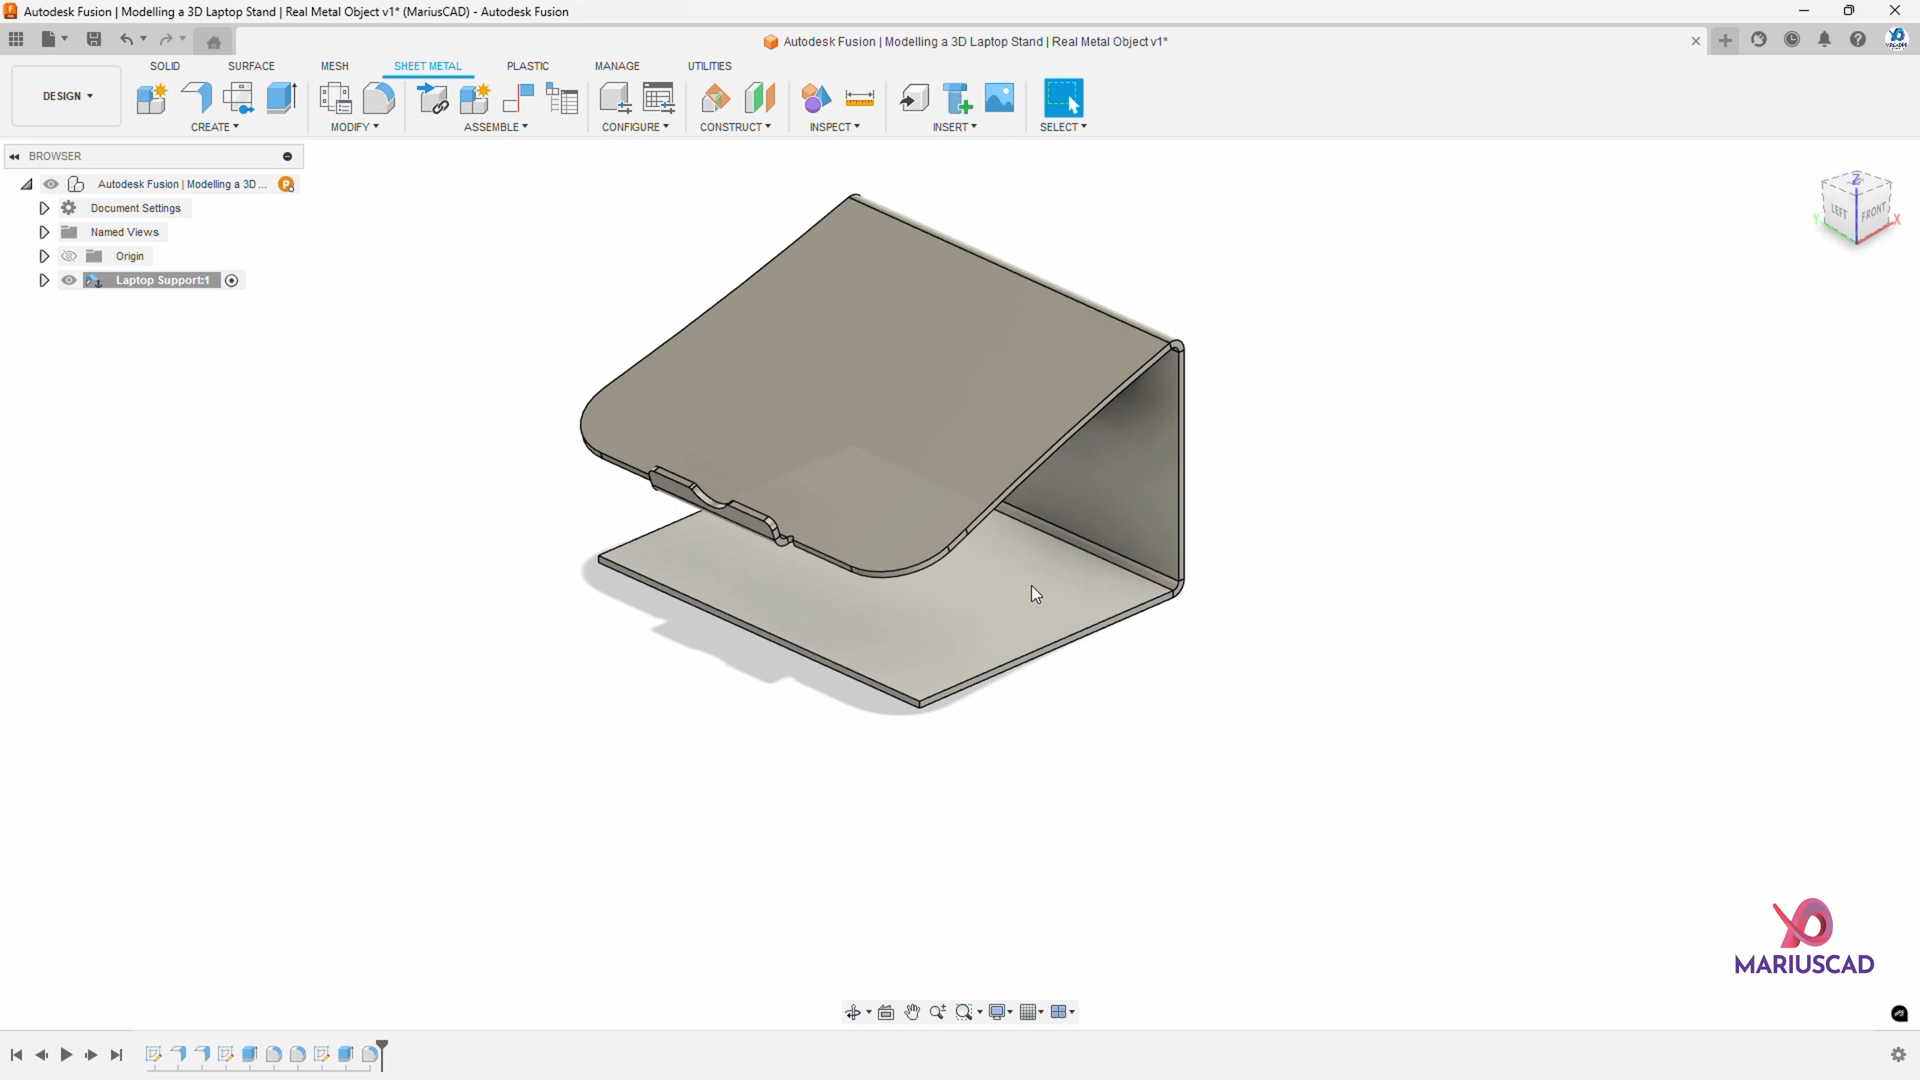 Autodesk Fusion | Modelling a 3D Laptop Stand | Real Metal Object v1* (MariusCAD) - Autodesk Fusion
Autodesk Fusion | Modelling a 3D Laptop Stand | Real Metal Object v1*
SOLID SURFACE MESH SHEET METAL PLASTIC MANAGE UTILITIES
DESIGN
CREATE MODIFY ASSEMBLE CONFIGURE CONSTRUCT INSPECT INSERT SELECT
BROWSER
Autodesk Fusion | Modelling a 3D ...
Document Settings
Named Views
Origin
Laptop Support:1
Z
LEFT FRONT
Y X
MARIUSCAD